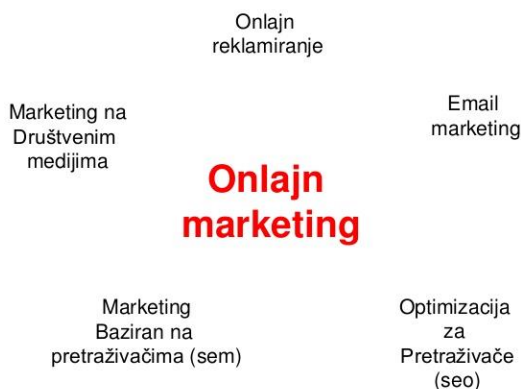 Onlajn
reklamiranje
Marketing na
Društvenim
medijima
Email
marketing
Onlajn
marketing
Marketing
Baziran na
pretraživačima (sem)
Optimizacija
za
Pretraživače
(seo)